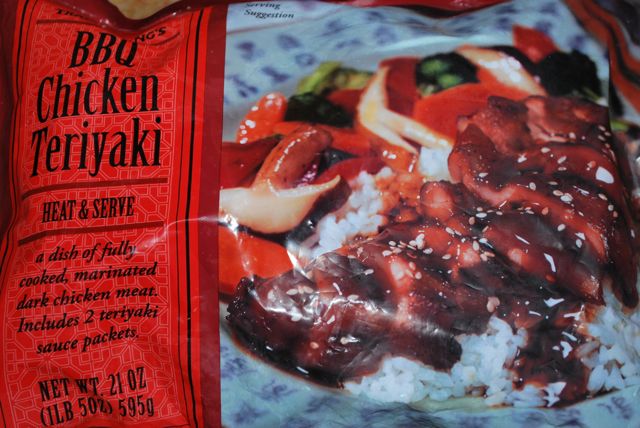 Serving
Suggestion
BBQ
Chicken
Teriyaki
HEAT & SERVE
a dish of fully
cooked, marinated
dark chicken meat.
Includes 2 teriyaki
sauce packets.
NET WT. 21 OZ
(1LB 5OZ) 595g